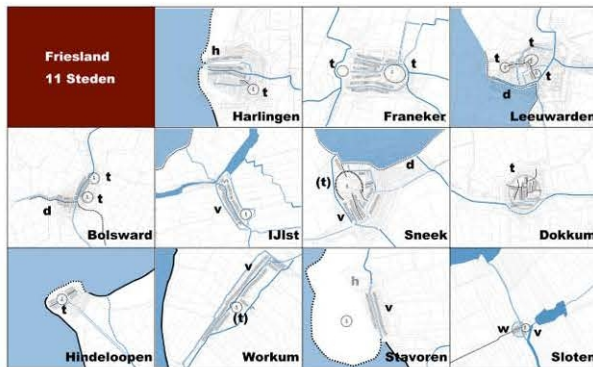 Friesland
11 Steden
h
t
Harlingen
t
t
Franeker
t
t
t
d
Leeuwarden
t
t
d
Bolsward
v
IJlst
(t)
d
v
Sneek
t
Dokkum
t
Hindeloopen
v
(t)
Workum
h
v
Stavoren
w
v
Sloten